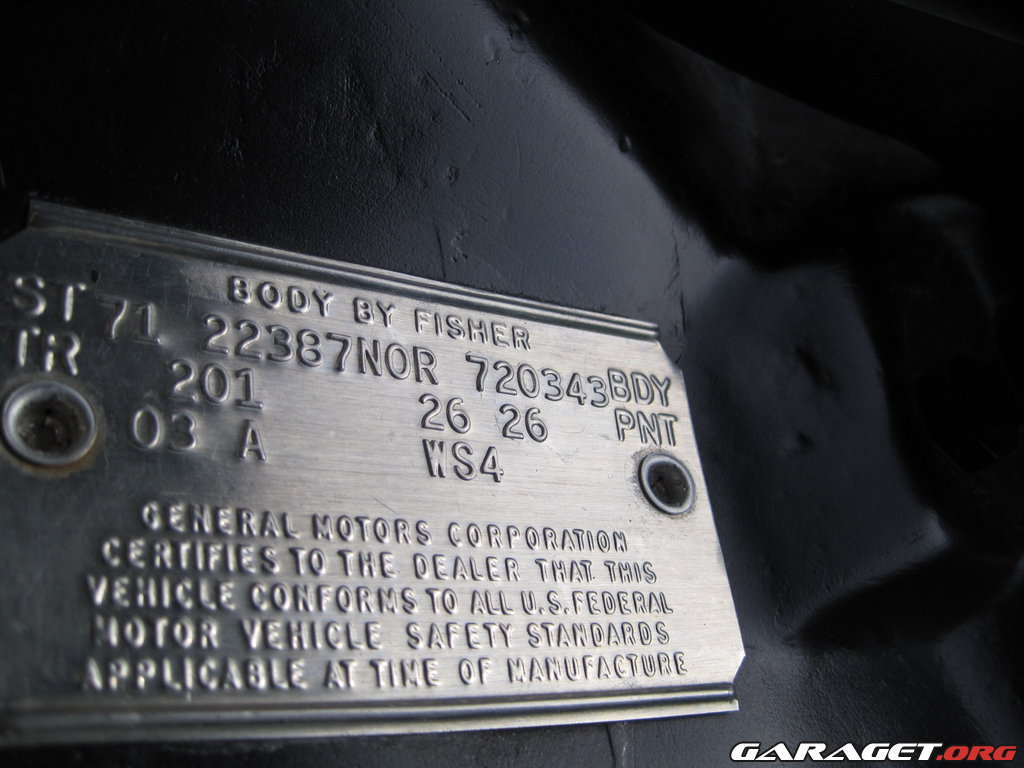 BODY BY FISHER
ST 71 22387NOR 720343 BDY
TR 201 26 26 PNT
03 A WS4
GENERAL MOTORS CORPORATION
CERTIFIES TO THE DEALER THAT THIS
VEHICLE CONFORMS TO ALL U.S. FEDERAL
MOTOR VEHICLE SAFETY STANDARDS
APPLICABLE AT TIME OF MANUFACTURE
GARAGET.ORG